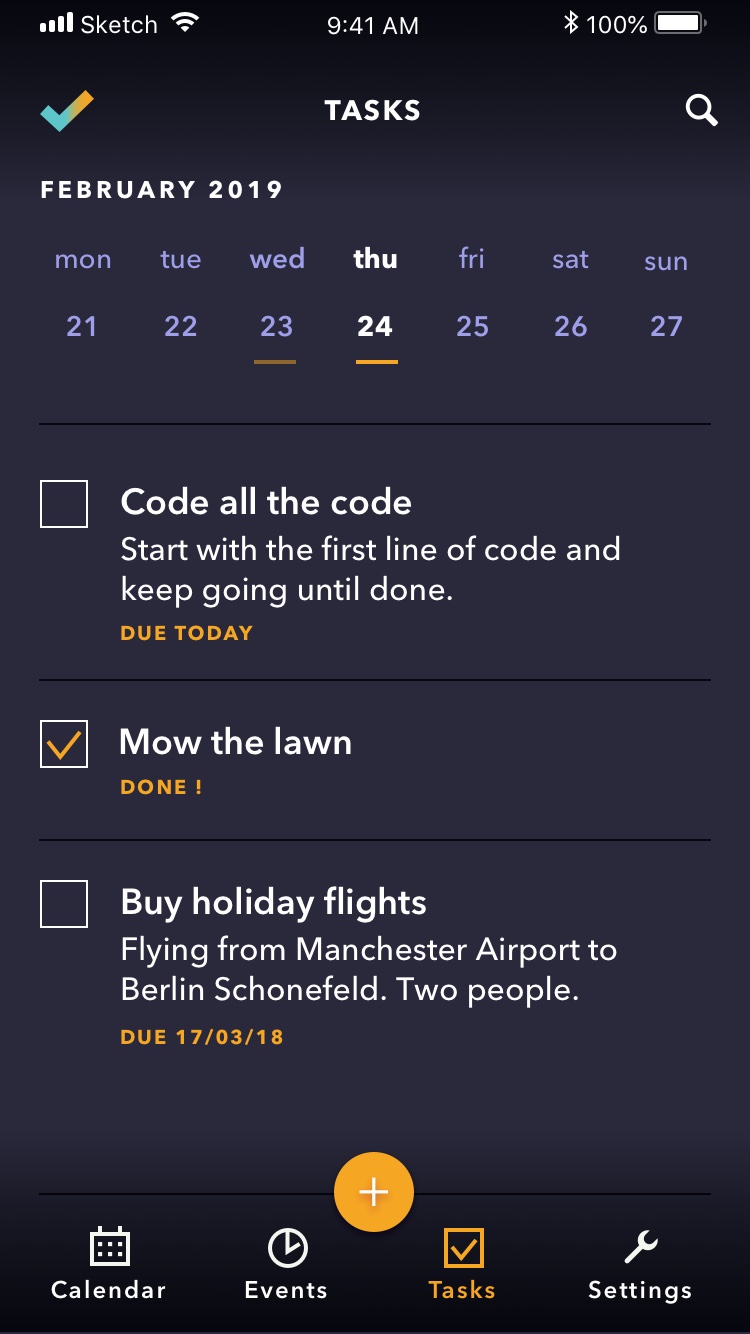 Sketch 9:41 AM 100%
TASKS
FEBRUARY 2019
mon tue wed thu fri sat sun
21 22 23 24 25 26 27
Code all the code
Start with the first line of code and
keep going until done.
DUE TODAY
Mow the lawn
DONE !
Buy holiday flights
Flying from Manchester Airport to
Berlin Schonefeld. Two people.
DUE 17/03/18
+
Calendar Events Tasks Settings